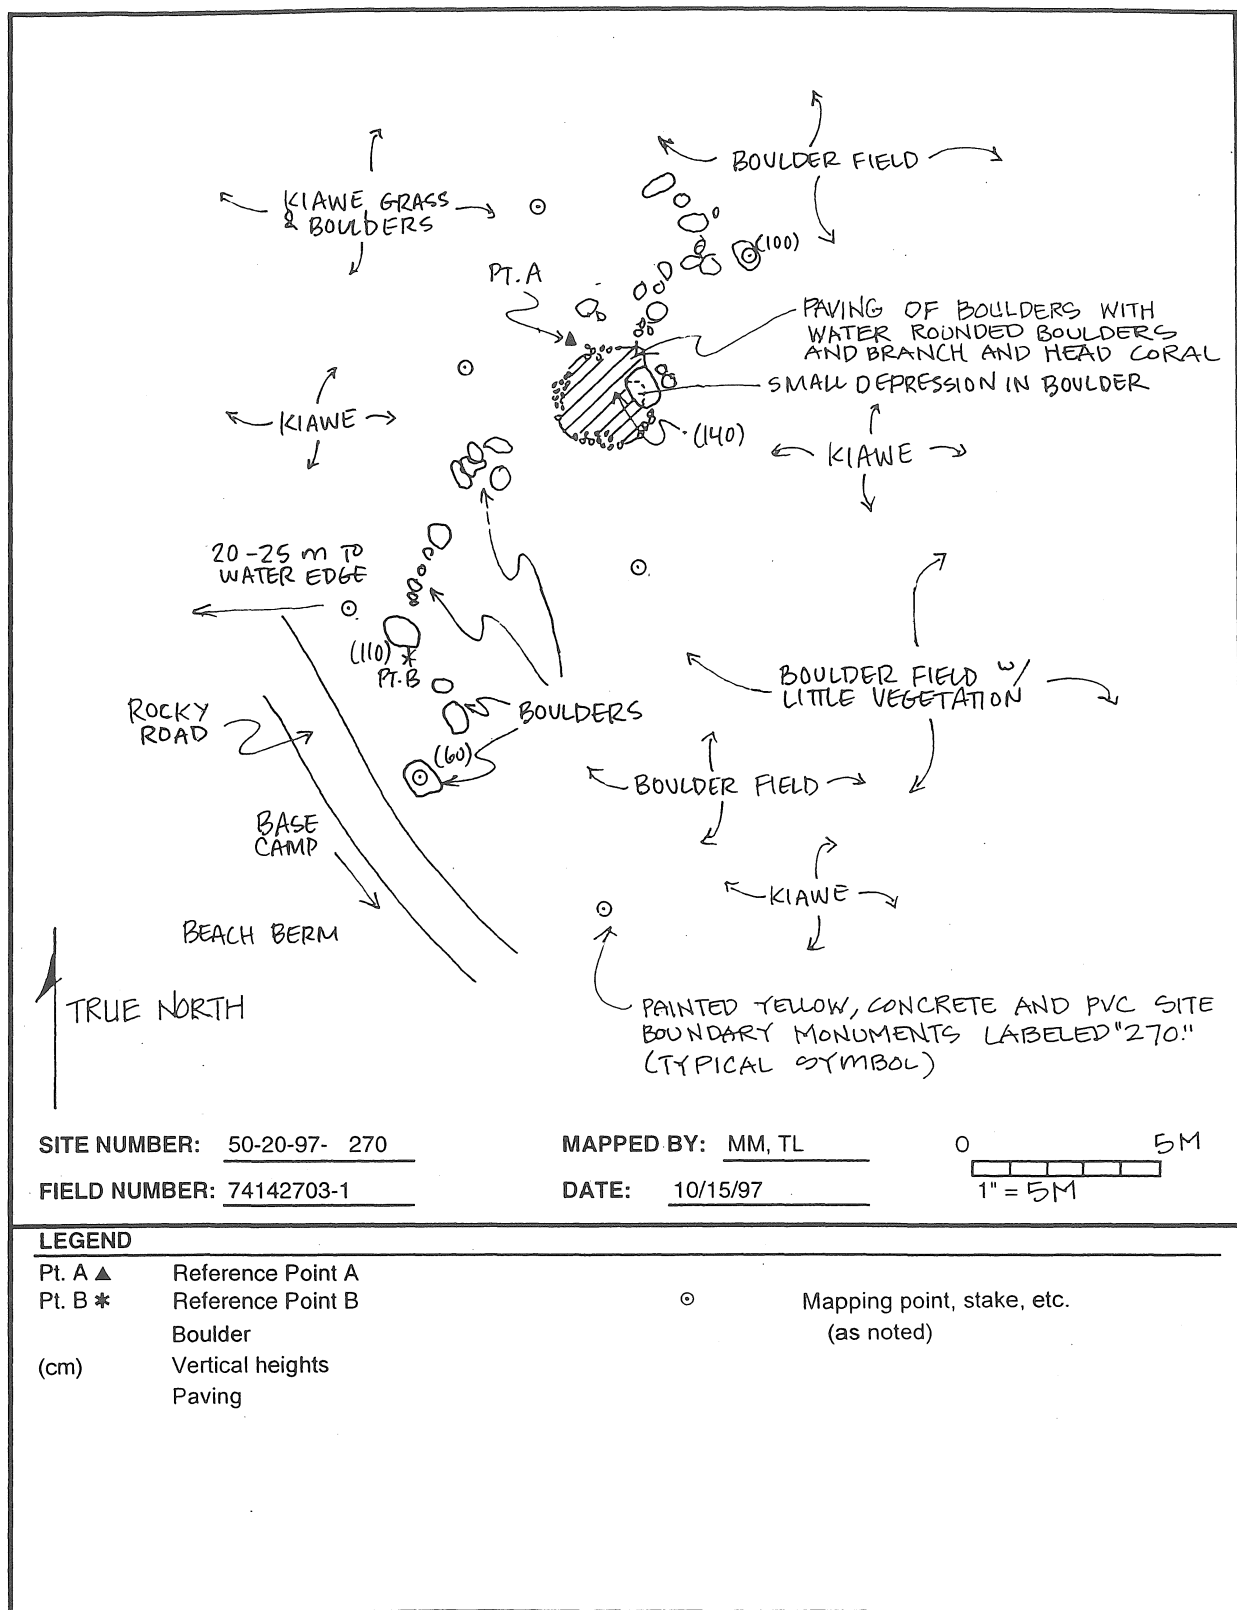 BOULDER FIELD
KIAWE GRASS
& BOULDERS
(100)
PT. A
PAVING OF BOULDERS WITH
WATER ROUNDED BOULDERS
AND BRANCH AND HEAD CORAL
SMALL DEPRESSION IN BOULDER
KIAWE
(140)
KIAWE
20-25 m TO
WATER EDGE
(110)
PT. B
BOULDER FIELD w/
LITTLE VEGETATION
ROCKY
ROAD
BOULDERS
(60)
BOULDER FIELD
BASE
CAMP
KIAWE
BEACH BERM
TRUE NORTH
PAINTED YELLOW, CONCRETE AND PVC SITE
BOUNDARY MONUMENTS LABELED "270."
(TYPICAL SYMBOL)
SITE NUMBER: 50-20-97- 270
MAPPED BY: MM, TL
0 5M
FIELD NUMBER: 74142703-1
DATE: 10/15/97
1" = 5M
LEGEND
Pt. A ▲ Reference Point A
Pt. B * Reference Point B
Mapping point, stake, etc.
Boulder
(as noted)
(cm) Vertical heights
Paving